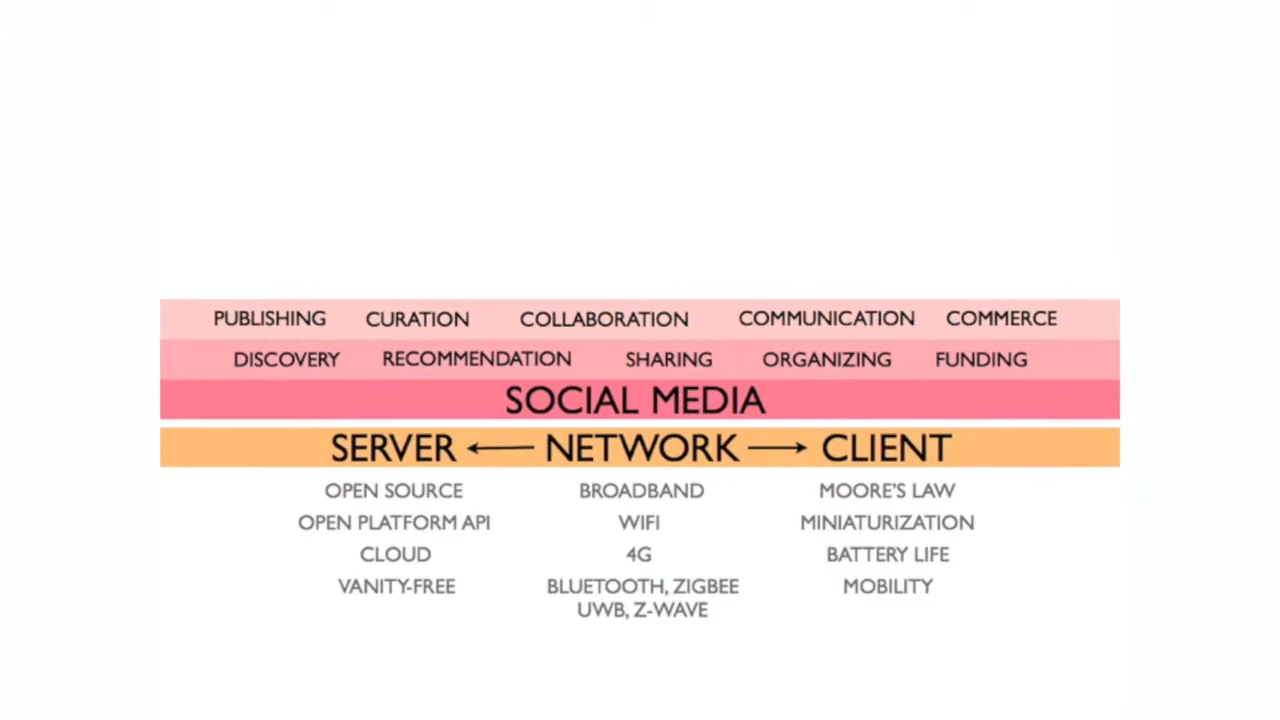 PUBLISHING CURATION COLLABORATION COMMUNICATION COMMERCE
DISCOVERY RECOMMENDATION SHARING ORGANIZING FUNDING
SOCIAL MEDIA
SERVER ← NETWORK → CLIENT
OPEN SOURCE BROADBAND MOORE'S LAW
OPEN PLATFORM API WIFI MINIATURIZATION
CLOUD 4G BATTERY LIFE
VANITY-FREE BLUETOOTH, ZIGBEE MOBILITY
UWB, Z-WAVE